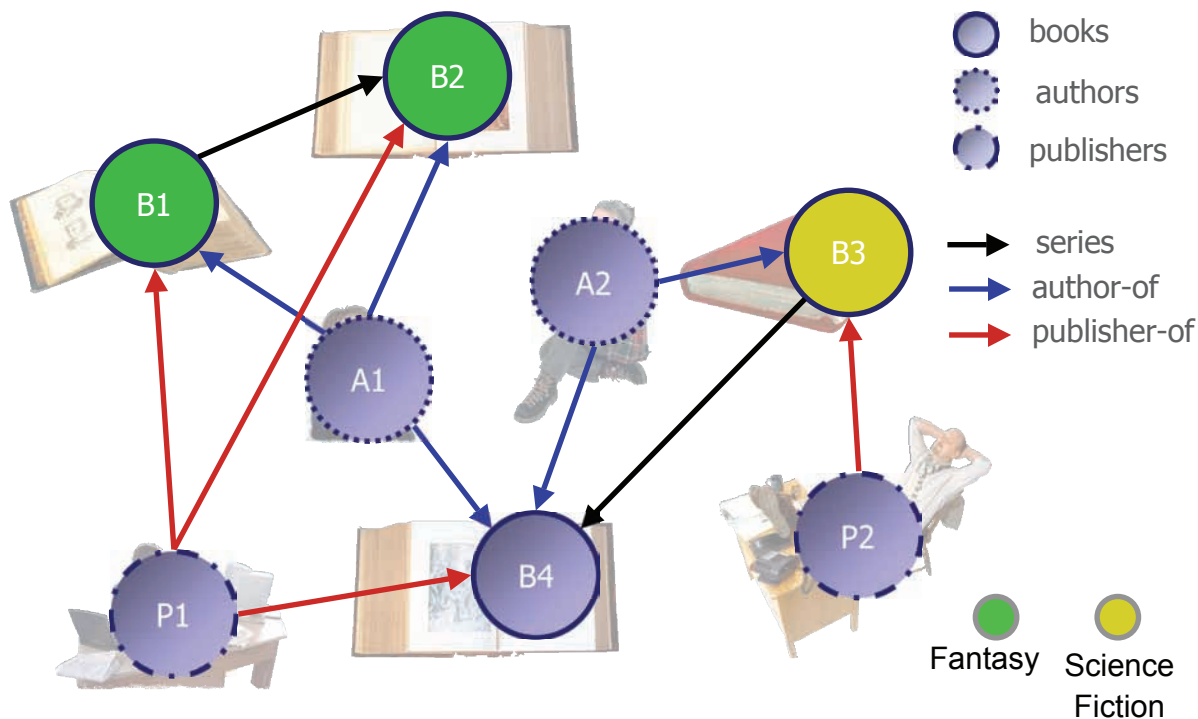 B2
books
authors
publishers
B1
B3
series
A2
author-of
publisher-of
A1
P2
B4
P1
Fantasy
Science
Fiction